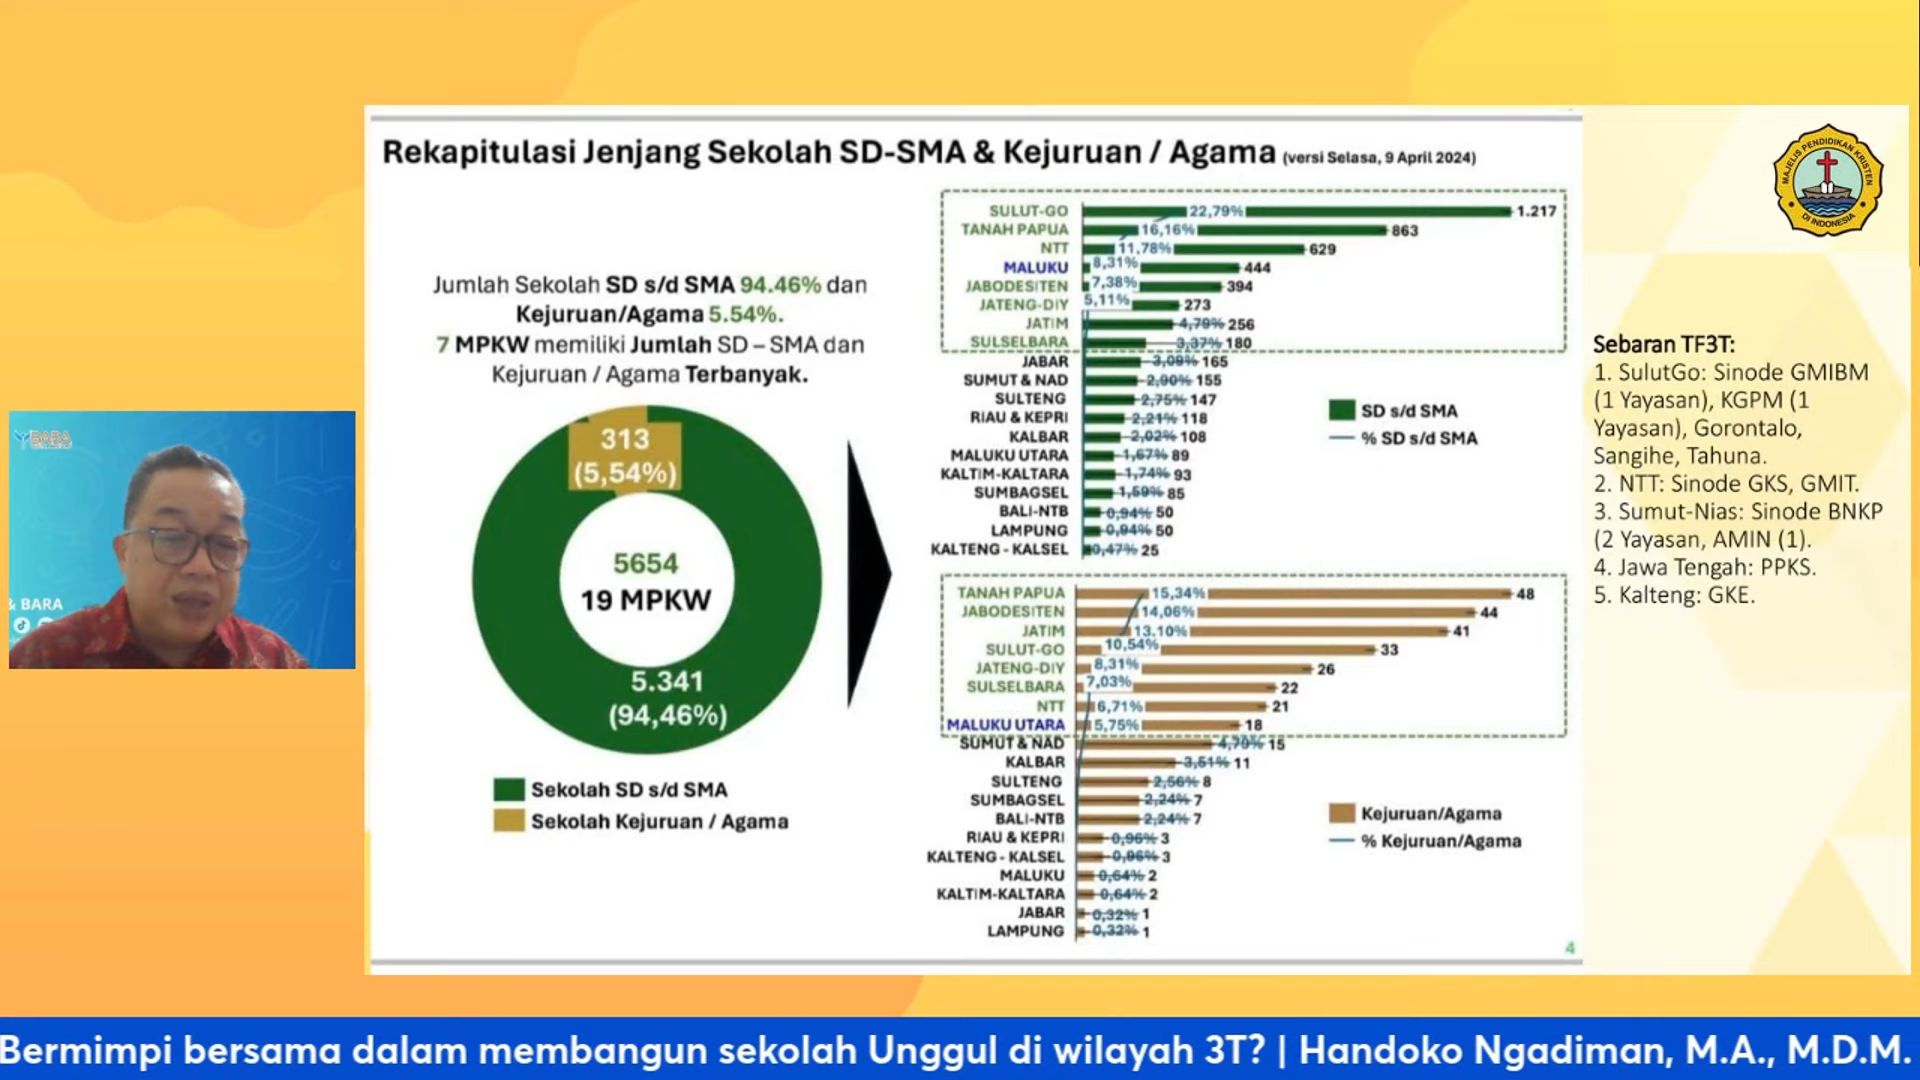 Rekapitulasi Jenjang Sekolah SD-SMA & Kejuruan / Agama (versi Selasa, 9 April 2024)
Jumlah Sekolah SD s/d SMA 94.46% dan
Kejuruan/Agama 5.54%.
7 MPKW memiliki Jumlah SD – SMA dan
Kejuruan / Agama Terbanyak.
313
(5,54%)
5654
19 MPKW
5.341
(94,46%)
Sekolah SD s/d SMA
Sekolah Kejuruan / Agama
SULUT-GO 22,79% 1.217
TANAH PAPUA 16,16% 863
NTT 11,78% 629
MALUKU 8,31% 444
JABODESITEN 7,38% 394
JATENG-DIY 5,11% 273
JATIM 4,79% 256
SULSELBARA 3,37% 180
JABAR 3,09% 165
SUMUT & NAD 2,90% 155
SULTENG 2,75% 147
RIAU & KEPRI 2,21% 118
KALBAR 2,02% 108
MALUKU UTARA 1,67% 89
KALTIM-KALTARA 1,74% 93
SUMBAGSEL 1,59% 85
BALI-NTB 0,94% 50
LAMPUNG 0,94% 50
KALTENG - KALSEL 0,47% 25
SD s/d SMA
% SD s/d SMA
TANAH PAPUA 15,34% 48
JABODESITEN 14,06% 44
JATIM 13,10% 41
SULUT-GO 10,54% 33
JATENG-DIY 8,31% 26
SULSELBARA 7,03% 22
NTT 6,71% 21
MALUKU UTARA 5,75% 18
SUMUT & NAD 4,79% 15
KALBAR 3,51% 11
SULTENG 2,56% 8
SUMBAGSEL 2,24% 7
BALI-NTB 2,24% 7
RIAU & KEPRI 0,96% 3
KALTENG - KALSEL 0,96% 3
MALUKU 0,64% 2
KALTIM-KALTARA 0,64% 2
JABAR 0,32% 1
LAMPUNG 0,32% 1
Kejuruan/Agama
% Kejuruan/Agama
4
MAJELIS PENDIDIKAN KRISTEN
DI INDONESIA
Sebaran TF3T:
1. SulutGo: Sinode GMIBM
(1 Yayasan), KGPM (1
Yayasan), Gorontalo,
Sangihe, Tahuna.
2. NTT: Sinode GKS, GMIT.
3. Sumut-Nias: Sinode BNKP
(2 Yayasan, AMIN (1).
4. Jawa Tengah: PPKS.
5. Kalteng: GKE.
BARA
& BARA
Bermimpi bersama dalam membangun sekolah Unggul di wilayah 3T? | Handoko Ngadiman, M.A., M.D.M.